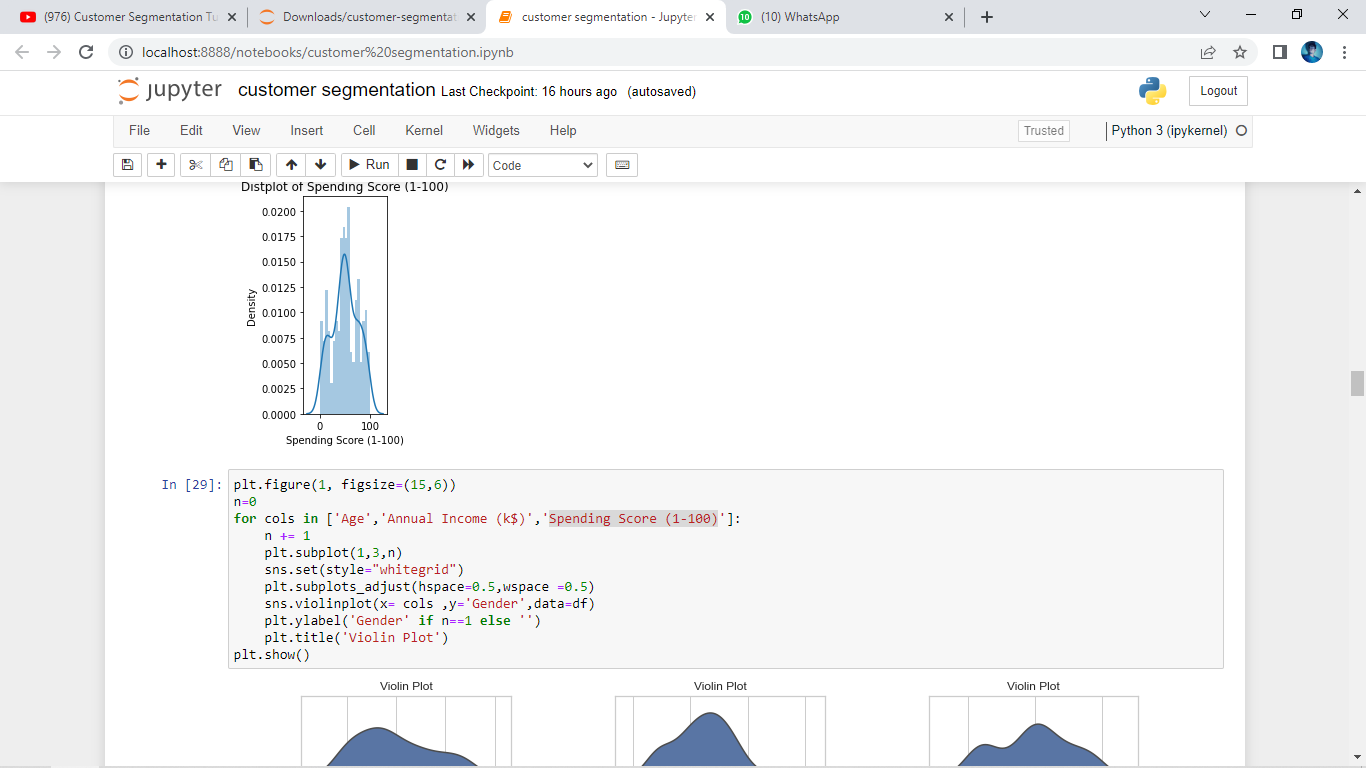 (976) Customer Segmentation Tu
Downloads/customer-segmentat
customer segmentation - Jupyter
10
(10) WhatsApp
localhost:8888/notebooks/customer%20segmentation.ipynb
jupyter customer segmentation Last Checkpoint: 16 hours ago (autosaved)
Logout
File Edit View Insert Cell Kernel Widgets Help
Trusted
Python 3 (ipykernel)
Run
Code
Distplot of Spending Score (1-100)
0.0200
0.0175
0.0150
0.0125
0.0100
0.0075
0.0050
0.0025
0.0000
Density
0 100
Spending Score (1-100)
In [29]:
plt.figure(1, figsize=(15,6))
n=0
for cols in ['Age','Annual Income (k$)','Spending Score (1-100)']:
    n += 1
    plt.subplot(1,3,n)
    sns.set(style="whitegrid")
    plt.subplots_adjust(hspace=0.5,wspace =0.5)
    sns.violinplot(x= cols ,y='Gender',data=df)
    plt.ylabel('Gender' if n==1 else '')
    plt.title('Violin Plot')
plt.show()
Violin Plot
Violin Plot
Violin Plot